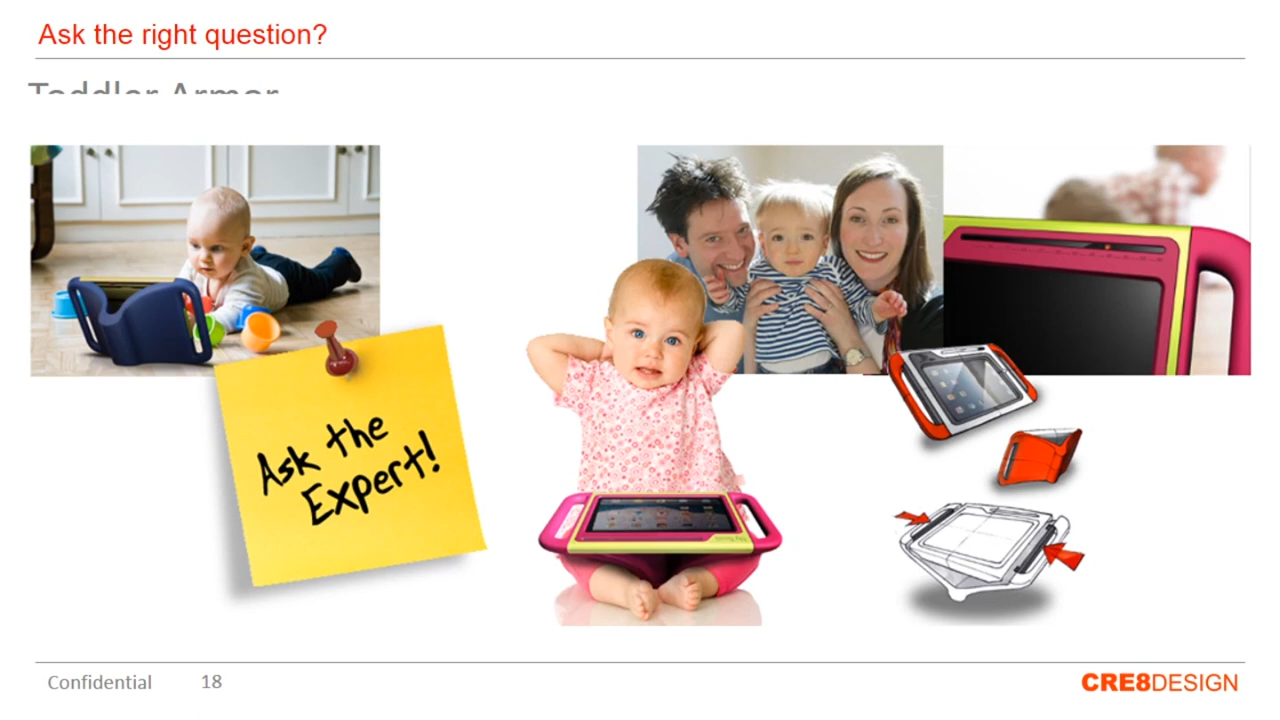 Ask the right question?
Toddler Armor
Ask the
Expert!
Confidential
18
CRE8DESIGN